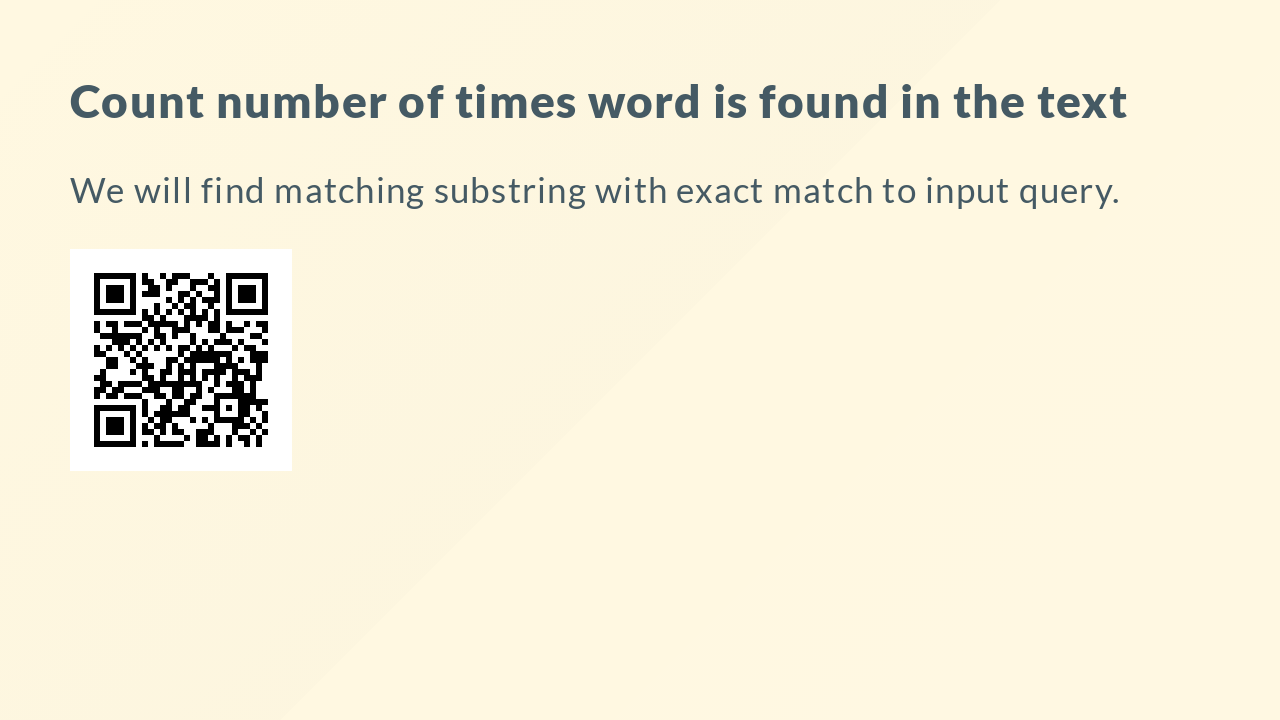 Count number of times word is found in the text
We will find matching substring with exact match to input query.